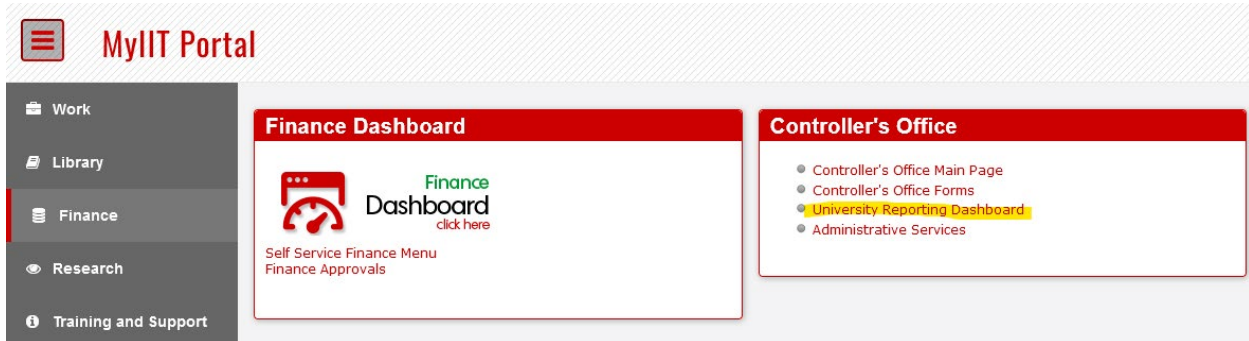 MyIIT Portal
Work
Library
Finance
Research
Training and Support
Finance Dashboard
Finance
Dashboard
click here
Self Service Finance Menu
Finance Approvals
Controller's Office
Controller's Office Main Page
Controller's Office Forms
University Reporting Dashboard
Administrative Services